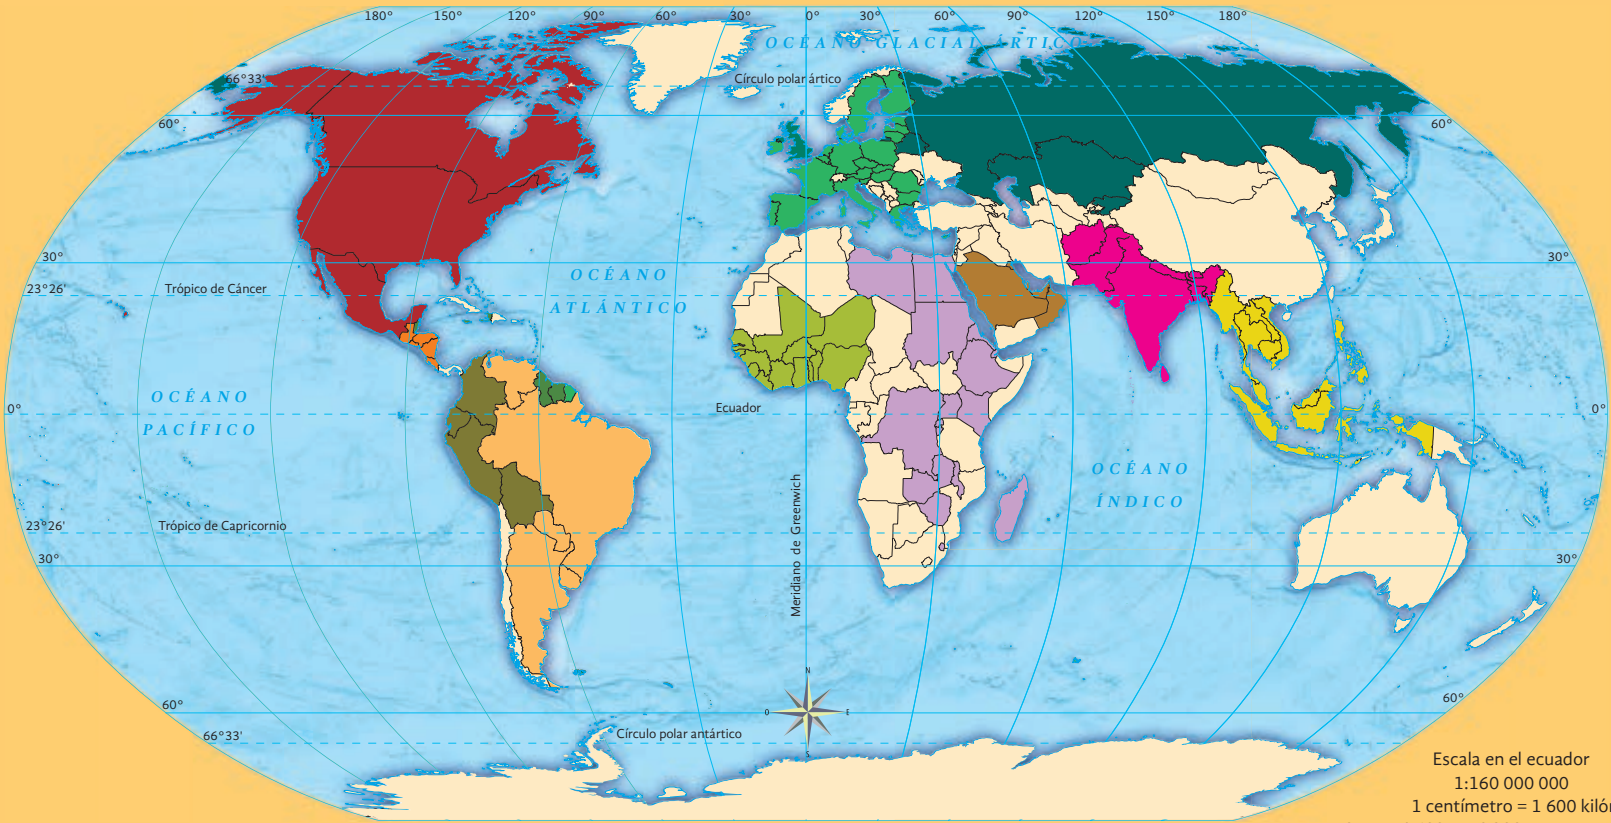 180° 150° 120° 90° 60° 30° 0° 30° 60° 90° 120° 150° 180°
OCÉANO GLACIAL ÁRTICO
66°33'
Círculo polar ártico
60°
60°
30°
30°
OCÉANO
ATLÁNTICO
23°26'
Trópico de Cáncer
OCÉANO
PACÍFICO
0°
Ecuador
0°
OCÉANO
ÍNDICO
Meridiano de Greenwich
23°26'
Trópico de Capricornio
30°
30°
N
O
E
S
60°
60°
66°33'
Círculo polar antártico
Escala en el ecuador
1:160 000 000
1 centímetro = 1 600 kilóm